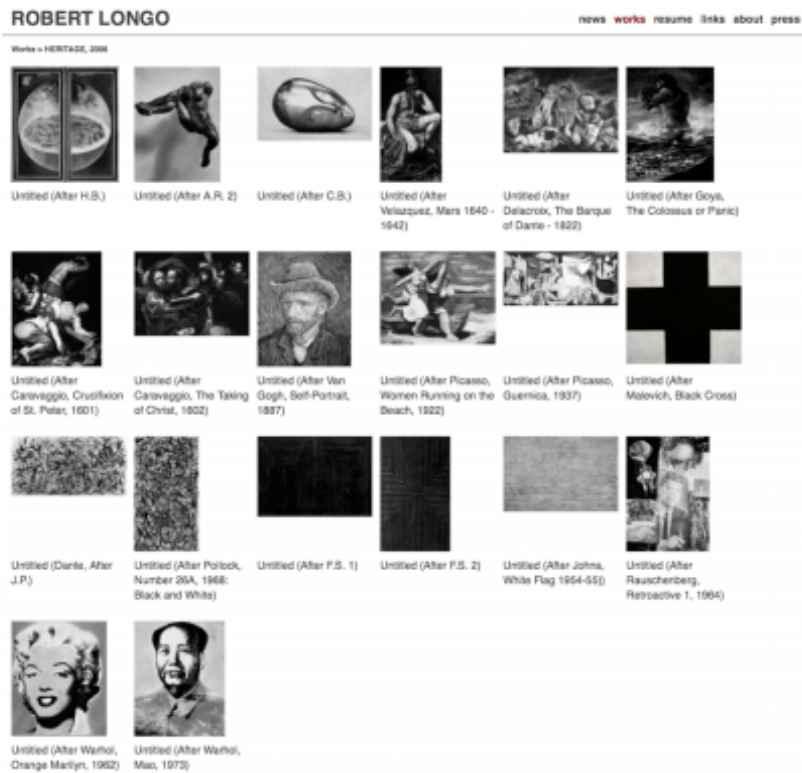 ROBERT LONGO
news works resume links about press
Works > HERITAGE, 2006
Untitled (After H.B.)
Untitled (After A.R. 2)
Untitled (After C.B.)
Untitled (After
Velazquez, Mars 1640 -
1642)
Untitled (After
Delacroix, The Barque
of Dante - 1822)
Untitled (After Goya,
The Colossus or Panic)
Untitled (After
Caravaggio, Crucifixion
of St. Peter, 1601)
Untitled (After
Caravaggio, The Taking
of Christ, 1602)
Untitled (After Van
Gogh, Self-Portrait,
1887)
Untitled (After Picasso,
Women Running on the
Beach, 1922)
Untitled (After Picasso,
Guernica, 1937)
Untitled (After
Malevich, Black Cross)
Untitled (Dante, After
J.P.)
Untitled (After Pollock,
Number 26A, 1968:
Black and White)
Untitled (After F.S. 1)
Untitled (After F.S. 2)
Untitled (After Johns,
White Flag 1954-55))
Untitled (After
Rauschenberg,
Retroactive 1, 1964)
Untitled (After Warhol,
Orange Marilyn, 1962)
Untitled (After Warhol,
Mao, 1973)